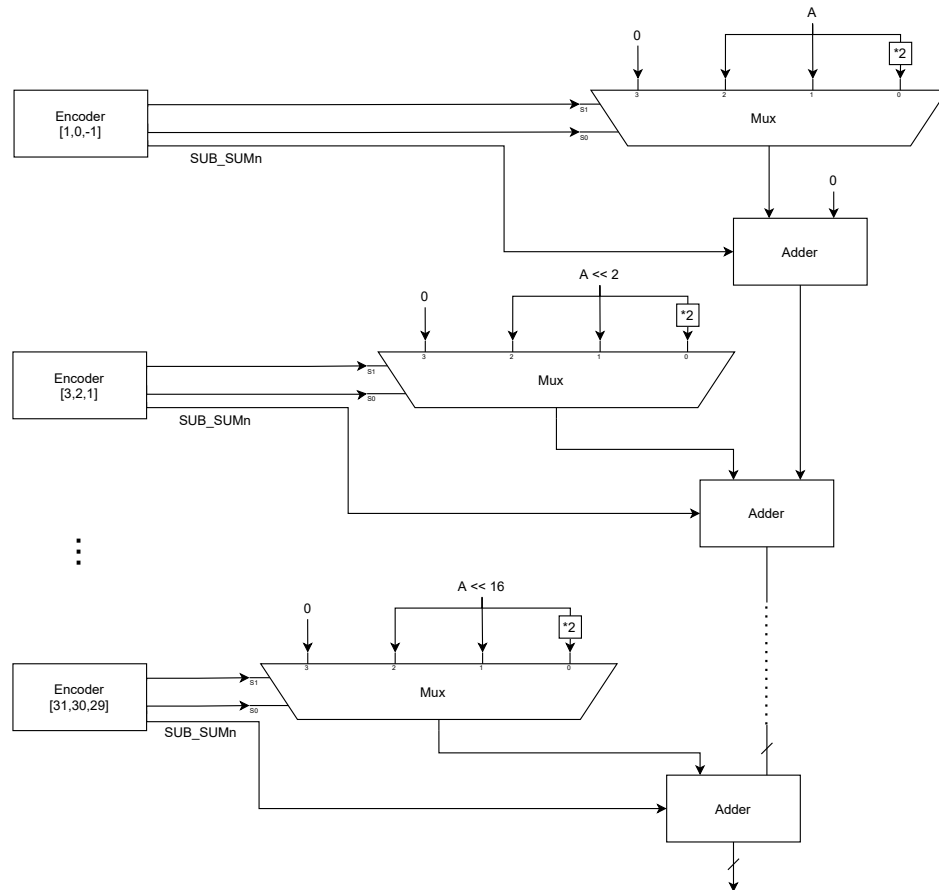 A
0
*2
3
2
1
0
Encoder
[1,0,-1]
S1
Mux
S0
SUB_SUMn
0
Adder
A << 2
0
*2
3
2
1
0
Encoder
[3,2,1]
S1
Mux
S0
SUB_SUMn
Adder
A << 16
0
*2
3
2
1
0
Encoder
[31,30,29]
S1
Mux
S0
SUB_SUMn
Adder